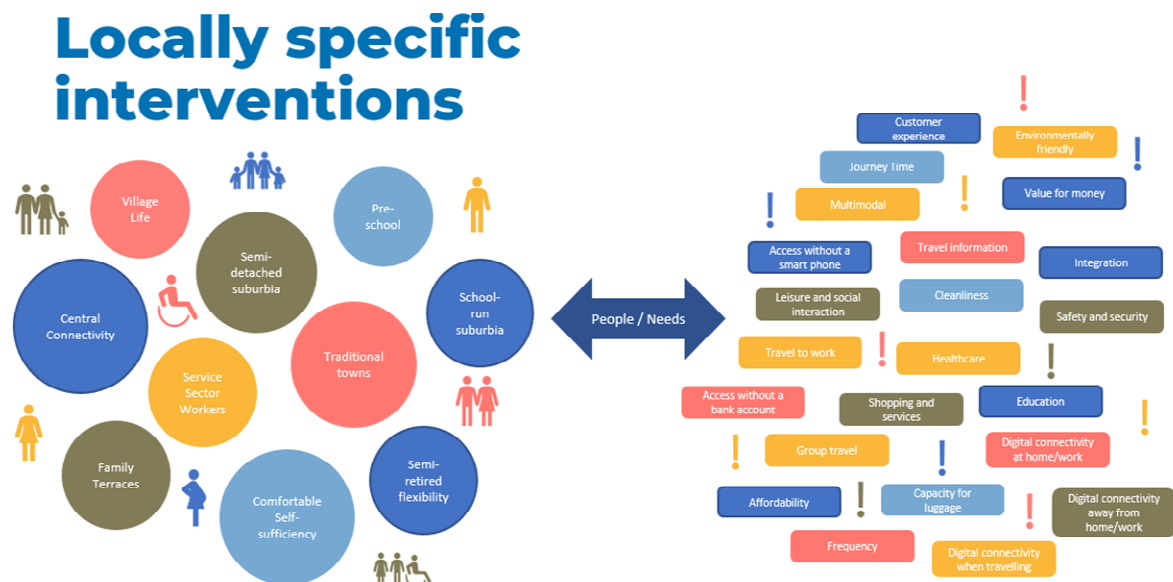 Locally specific
interventions
Village
Life
Pre-
school
Semi-
detached
suburbia
Central
Connectivity
School-
run
suburbia
Traditional
towns
Service
Sector
Workers
Family
Terraces
Comfortable
Self-
sufficiency
Semi-
retired
flexibility
People / Needs
Customer
experience
Environmentally
friendly
Journey Time
Value for money
Multimodal
Access without a
smart phone
Travel information
Integration
Leisure and social
interaction
Cleanliness
Safety and security
Travel to work
Healthcare
Access without a
bank account
Shopping and
services
Education
Group travel
Digital connectivity
at home/work
Affordability
Capacity for
luggage
Digital connectivity
away from
home/work
Frequency
Digital connectivity
when travelling